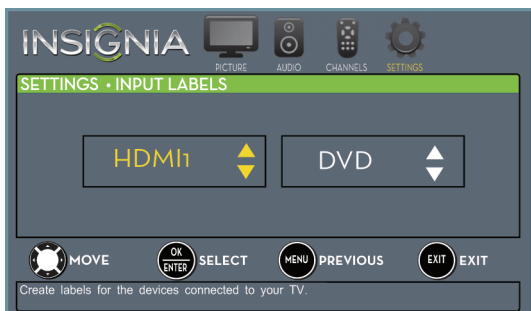 INSIGNIA
PICTURE AUDIO CHANNELS SETTINGS
SETTINGS • INPUT LABELS
HDMI1 DVD
MOVE OK ENTER SELECT MENU PREVIOUS EXIT EXIT
Create labels for the devices connected to your TV.